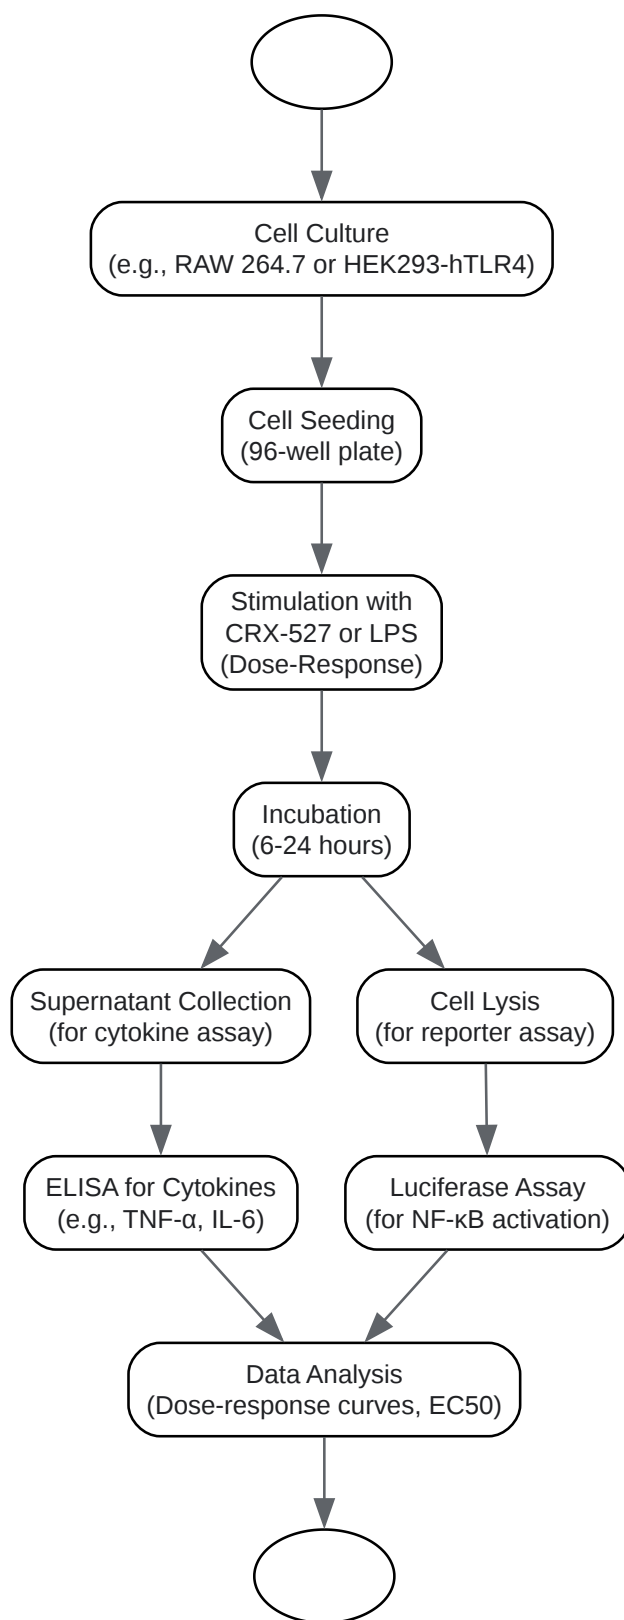 Cell Culture
(e.g., RAW 264.7 or HEK293-hTLR4)
Cell Seeding
(96-well plate)
Stimulation with
CRX-527 or LPS
(Dose-Response)
Incubation
(6-24 hours)
Supernatant Collection
(for cytokine assay)
Cell Lysis
(for reporter assay)
ELISA for Cytokines
(e.g., TNF-α, IL-6)
Luciferase Assay
(for NF-κB activation)
Data Analysis
(Dose-response curves, EC50)